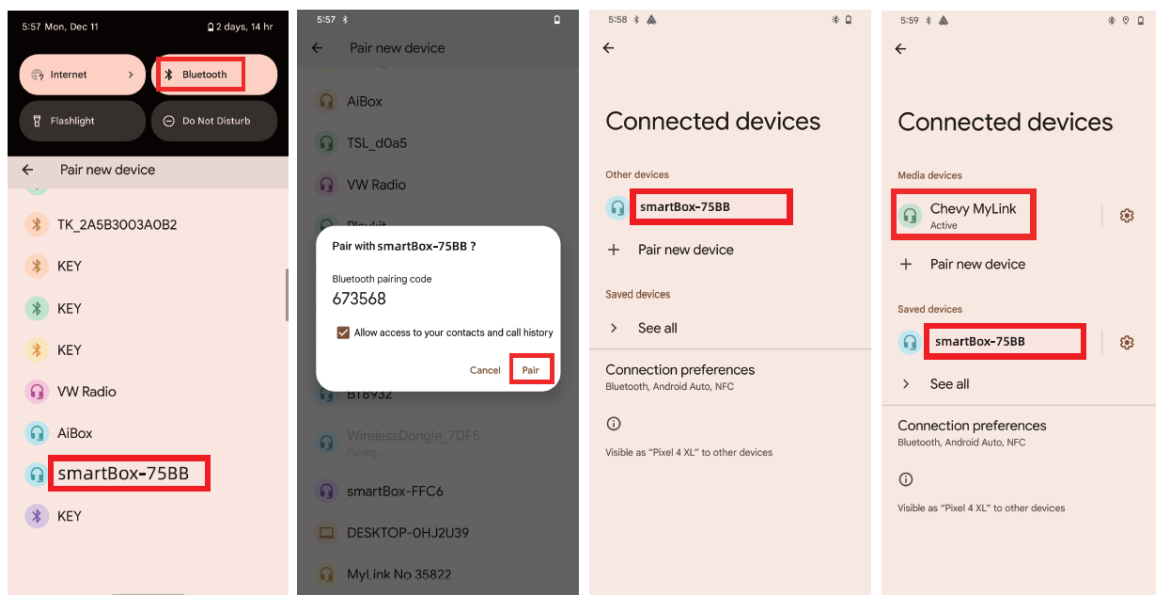 5:57 Mon, Dec 11
2 days, 14 hr
Internet
Bluetooth
Flashlight
Do Not Disturb
Pair new device
TK_2A5B3003A0B2
KEY
KEY
KEY
VW Radio
AiBox
smartBox-75BB
KEY
5:57
Pair new device
AiBox
TSL_d0a5
VW Radio
Pair with smartBox-75BB ?
Bluetooth pairing code
673568
Allow access to your contacts and call history
Cancel
Pair
BT8932
WirelessDongle_7DF5
Pairing...
smartBox-FFC6
DESKTOP-0HJ2U39
MyLink No 35822
5:58
Connected devices
Other devices
smartBox-75BB
Pair new device
Saved devices
See all
Connection preferences
Bluetooth, Android Auto, NFC
Visible as "Pixel 4 XL" to other devices
5:59
Connected devices
Media devices
Chevy MyLink
Active
Pair new device
Saved devices
smartBox-75BB
See all
Connection preferences
Bluetooth, Android Auto, NFC
Visible as "Pixel 4 XL" to other devices